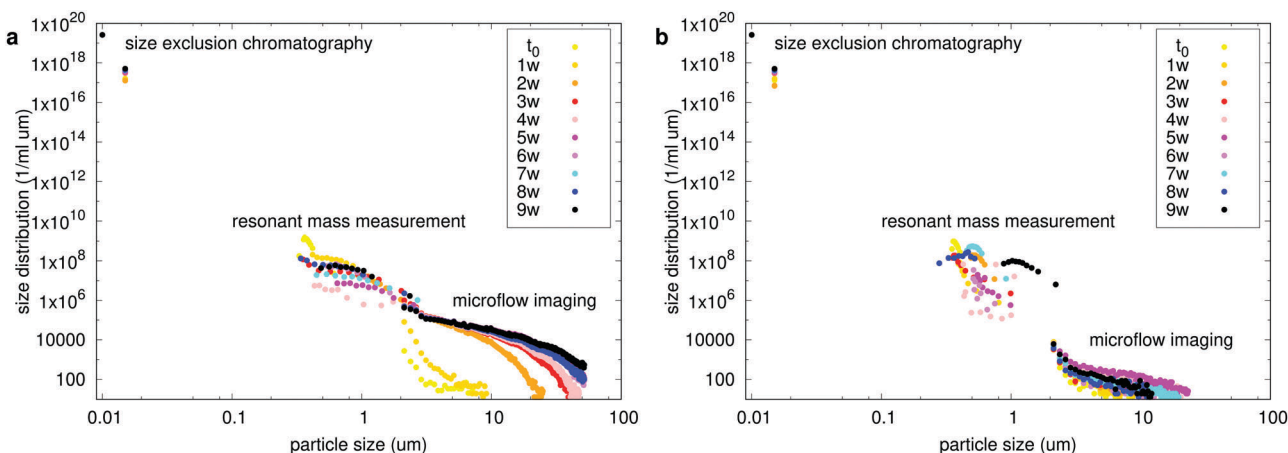 a
size distribution (1/ml um)
1x10^20
1x10^18
1x10^16
1x10^14
1x10^12
1x10^10
1x10^8
1x10^6
10000
100
size exclusion chromatography
resonant mass measurement
microflow imaging
t_0
1w
2w
3w
4w
5w
6w
7w
8w
9w
0.01
0.1
1
10
100
particle size (um)
b
size distribution (1/ml um)
1x10^20
1x10^18
1x10^16
1x10^14
1x10^12
1x10^10
1x10^8
1x10^6
10000
100
size exclusion chromatography
resonant mass measurement
microflow imaging
t_0
1w
2w
3w
4w
5w
6w
7w
8w
9w
0.01
0.1
1
10
100
particle size (um)